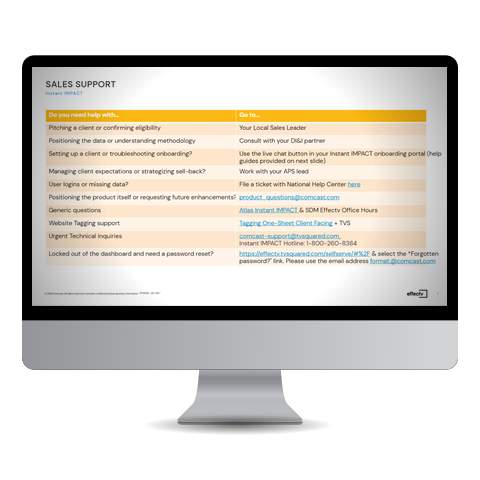 SALES SUPPORT
Instant IMPACT
Do you need help with... Go to...
Pitching a client or confirming eligibility Your Local Sales Leader
Positioning the data or understanding methodology Consult with your DI&I partner
Setting up a client or troubleshooting onboarding? Use the live chat button in your Instant IMPACT onboarding portal (help
guides provided on next slide)
Managing client expectations or strategizing sell-back? Work with your APS lead
User logins or missing data? File a ticket with National Help Center here
Positioning the product itself or requesting future enhancements? product_questions@comcast.com
Generic questions Atlas Instant IMPACT & SDM Effectv Office Hours
Website Tagging support Tagging One-Sheet Client Facing + TVS
Urgent Technical Inquiries comcast-support@tvsquared.com,
Instant IMPACT Hotline: 1-800-260-8364
Locked out of the dashboard and need a password reset? https://effectv.tvsquared.com/selfserve/#%2F & select the "Forgotten
password?" link. Please use the email address format @comcast.com
effectv